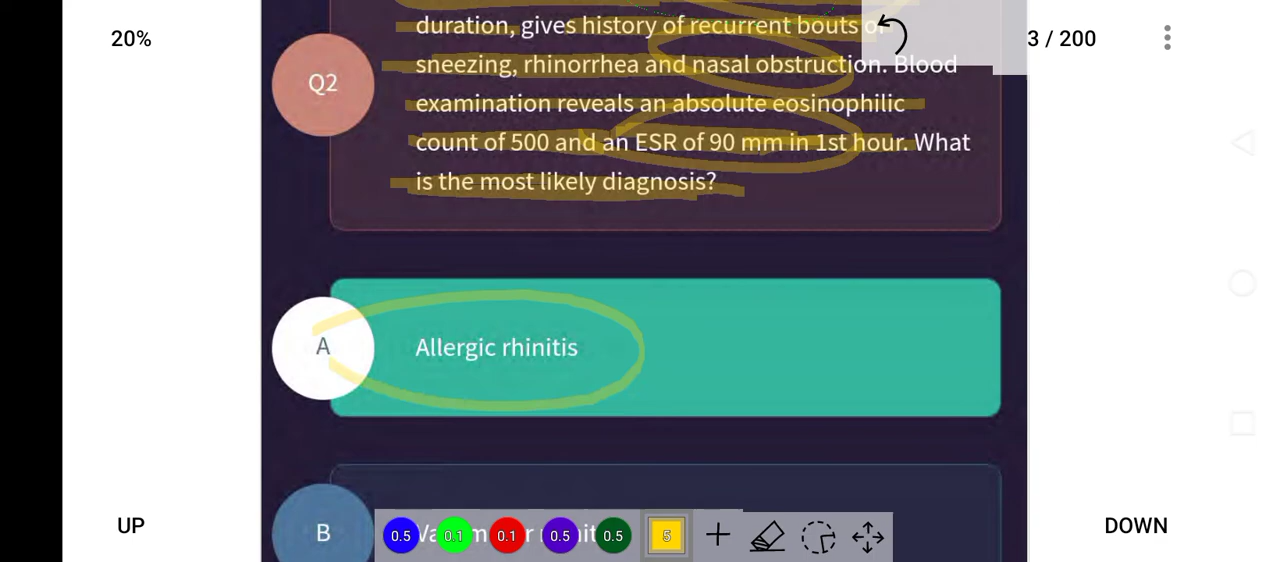 20%
3 / 200
duration, gives history of recurrent bouts of
Q2
sneezing, rhinorrhea and nasal obstruction. Blood
examination reveals an absolute eosinophilic
count of 500 and an ESR of 90 mm in 1st hour. What
is the most likely diagnosis?
A
Allergic rhinitis
B
UP
0.5
0.1
0.1
0.5
0.5
5
DOWN